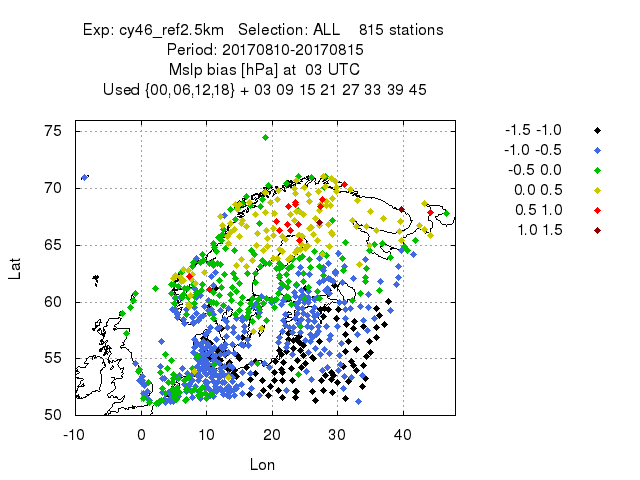 Exp: cy46_ref2.5km   Selection: ALL    815 stations
Period: 20170810-20170815
Mslp bias [hPa] at  03 UTC
Used {00,06,12,18} + 03 09 15 21 27 33 39 45
75
70
65
60
55
50
-10 0 10 20 30 40
Lat
Lon
-1.5 -1.0
-1.0 -0.5
-0.5 0.0
0.0 0.5
0.5 1.0
1.0 1.5